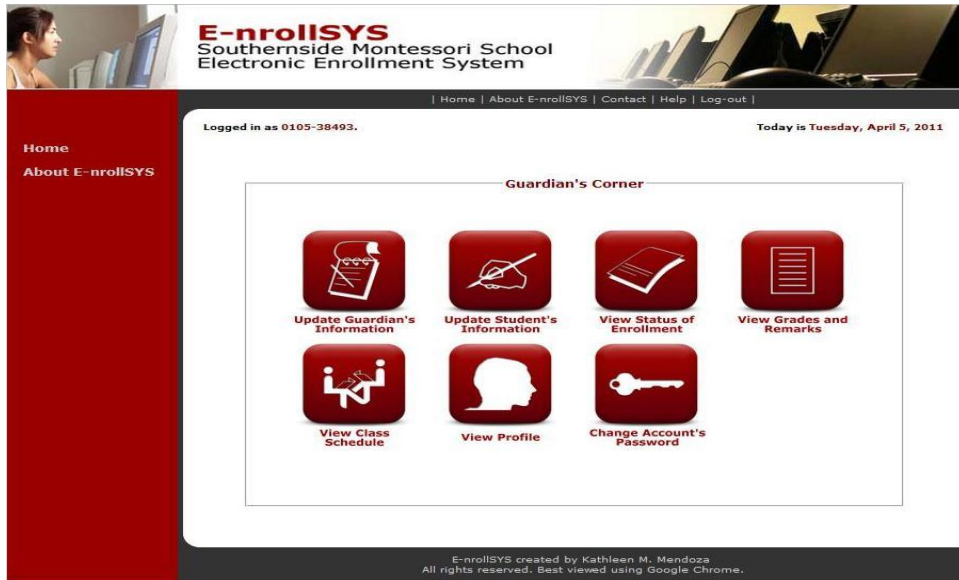 E-nrollSYS
Southernside Montessori School
Electronic Enrollment System
| Home | About E-nrollSYS | Contact | Help | Log-out |
Logged in as 0105-38493.
Today is Tuesday, April 5, 2011
Home
About E-nrollSYS
Guardian's Corner
Update Guardian's
Information
Update Student's
Information
View Status of
Enrollment
View Grades and
Remarks
View Class
Schedule
View Profile
Change Account's
Password
E-nrollSYS created by Kathleen M. Mendoza
All rights reserved. Best viewed using Google Chrome.